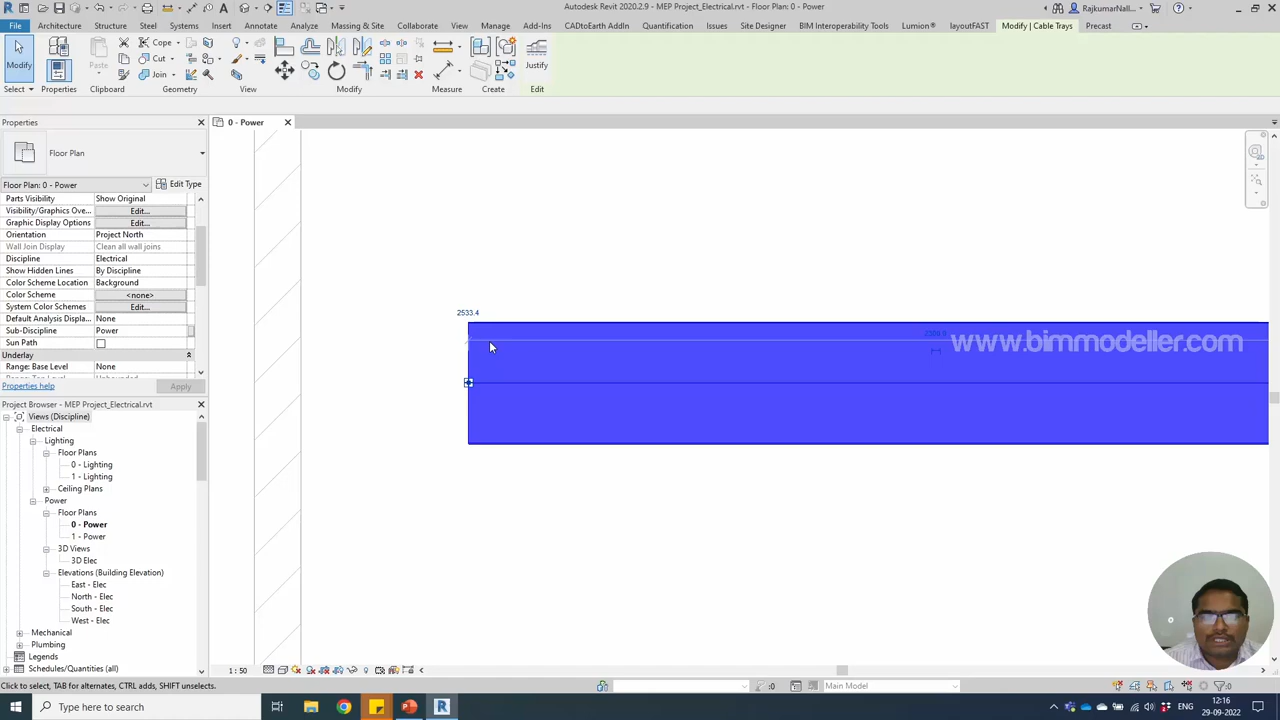 Autodesk Revit 2020.2.9 - MEP Project_Electrical.rvt - Floor Plan: 0 - Power
RajkumarNall...
File Architecture Structure Steel Systems Insert Annotate Analyze Massing & Site Collaborate View Manage Add-Ins CADtoEarth AddIn Quantification Issues Site Designer BIM Interoperability Tools Lumion® layoutFAST Modify | Cable Trays Precast
Modify Paste Cope Cut Join Justify
Select Properties Clipboard Geometry View Modify Measure Create Edit
Properties
0 - Power
Floor Plan
Floor Plan: 0 - Power Edit Type
Parts Visibility Show Original
Visibility/Graphics Ove... Edit...
Graphic Display Options Edit...
Orientation Project North
Wall Join Display Clean all wall joins
Discipline Electrical
Show Hidden Lines By Discipline
Color Scheme Location Background
Color Scheme <none>
System Color Schemes Edit...
Default Analysis Displa... None
Sub-Discipline Power
Sun Path
Underlay
Range: Base Level None
Properties help Apply
2533.4
www.bimmodeller.com
Project Browser - MEP Project_Electrical.rvt
Views (Discipline)
Electrical
Lighting
Floor Plans
0 - Lighting
1 - Lighting
Ceiling Plans
Power
Floor Plans
0 - Power
1 - Power
3D Views
3D Elec
Elevations (Building Elevation)
East - Elec
North - Elec
South - Elec
West - Elec
Mechanical
Plumbing
Legends
Schedules/Quantities (all)
1 : 50
Click to select, TAB for alternates, CTRL adds, SHIFT unselects.
:0
Main Model
:0
Type here to search
ENG
12:16
29-09-2022